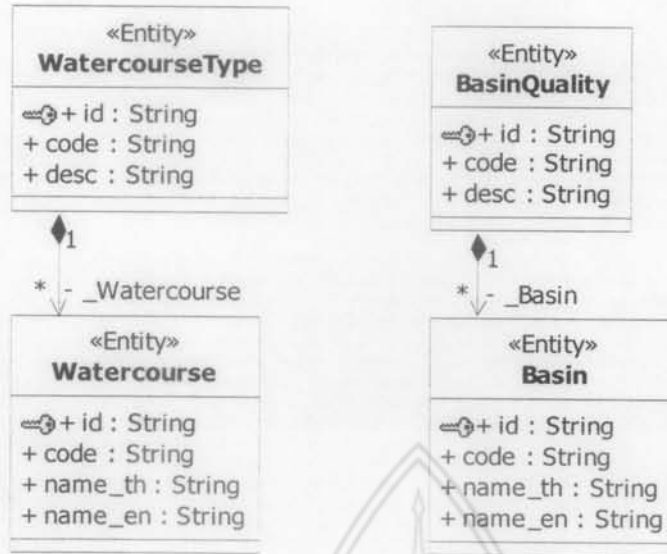 «Entity»
WatercourseType
+ id : String
+ code : String
+ desc : String
1
* - _Watercourse
«Entity»
Watercourse
+ id : String
+ code : String
+ name_th : String
+ name_en : String
«Entity»
BasinQuality
+ id : String
+ code : String
+ desc : String
1
* - _Basin
«Entity»
Basin
+ id : String
+ code : String
+ name_th : String
+ name_en : String